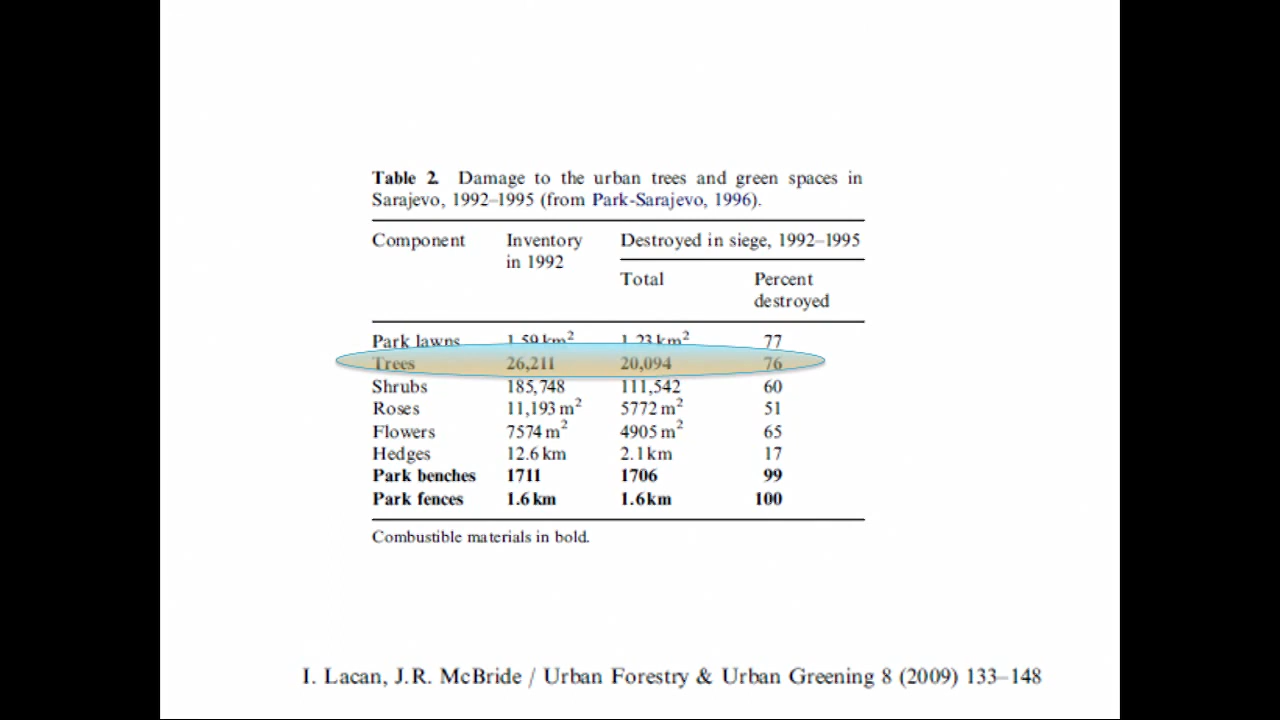 Table 2. Damage to the urban trees and green spaces in
Sarajevo, 1992–1995 (from Park-Sarajevo, 1996).
Component Inventory in 1992 Destroyed in siege, 1992–1995
Total Percent destroyed
Park lawns 1.59 km² 1.23 km² 77
Trees 26,211 20,094 76
Shrubs 185,748 111,542 60
Roses 11,193 m² 5772 m² 51
Flowers 7574 m² 4905 m² 65
Hedges 12.6 km 2.1 km 17
Park benches 1711 1706 99
Park fences 1.6 km 1.6 km 100
Combustible materials in bold.
I. Lacan, J.R. McBride / Urban Forestry & Urban Greening 8 (2009) 133–148